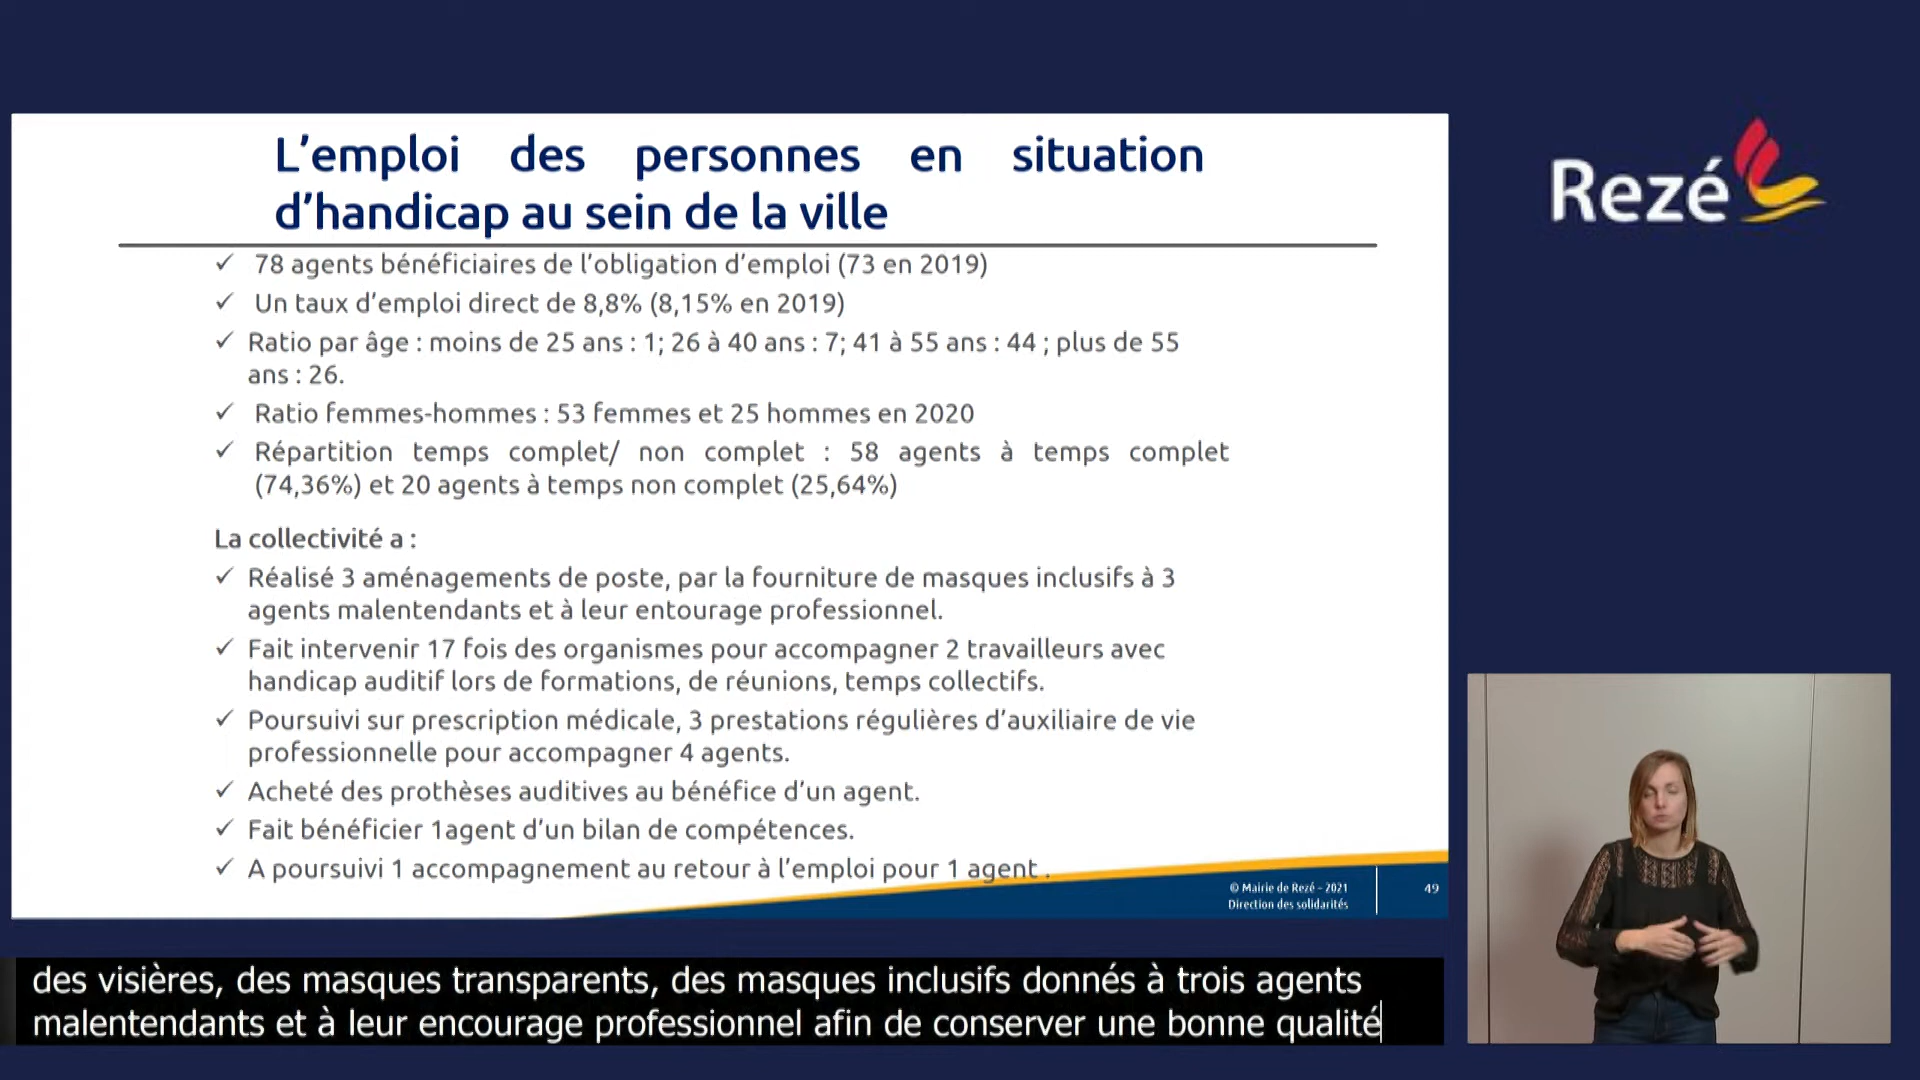 L’emploi des personnes en situation
d’handicap au sein de la ville
✓ 78 agents bénéficiaires de l’obligation d’emploi (73 en 2019)
✓ Un taux d’emploi direct de 8,8% (8,15% en 2019)
✓ Ratio par âge : moins de 25 ans : 1; 26 à 40 ans : 7; 41 à 55 ans : 44 ; plus de 55
ans : 26.
✓ Ratio femmes-hommes : 53 femmes et 25 hommes en 2020
✓ Répartition temps complet/ non complet : 58 agents à temps complet
(74,36%) et 20 agents à temps non complet (25,64%)
La collectivité a :
✓ Réalisé 3 aménagements de poste, par la fourniture de masques inclusifs à 3
agents malentendants et à leur entourage professionnel.
✓ Fait intervenir 17 fois des organismes pour accompagner 2 travailleurs avec
handicap auditif lors de formations, de réunions, temps collectifs.
✓ Poursuivi sur prescription médicale, 3 prestations régulières d’auxiliaire de vie
professionnelle pour accompagner 4 agents.
✓ Acheté des prothèses auditives au bénéfice d’un agent.
✓ Fait bénéficier 1agent d’un bilan de compétences.
✓ A poursuivi 1 accompagnement au retour à l’emploi pour 1 agent .
© Mairie de Rezé – 2021
Direction des solidarités
49
Rezé
des visières, des masques transparents, des masques inclusifs donnés à trois agents
malentendants et à leur encourage professionnel afin de conserver une bonne qualité